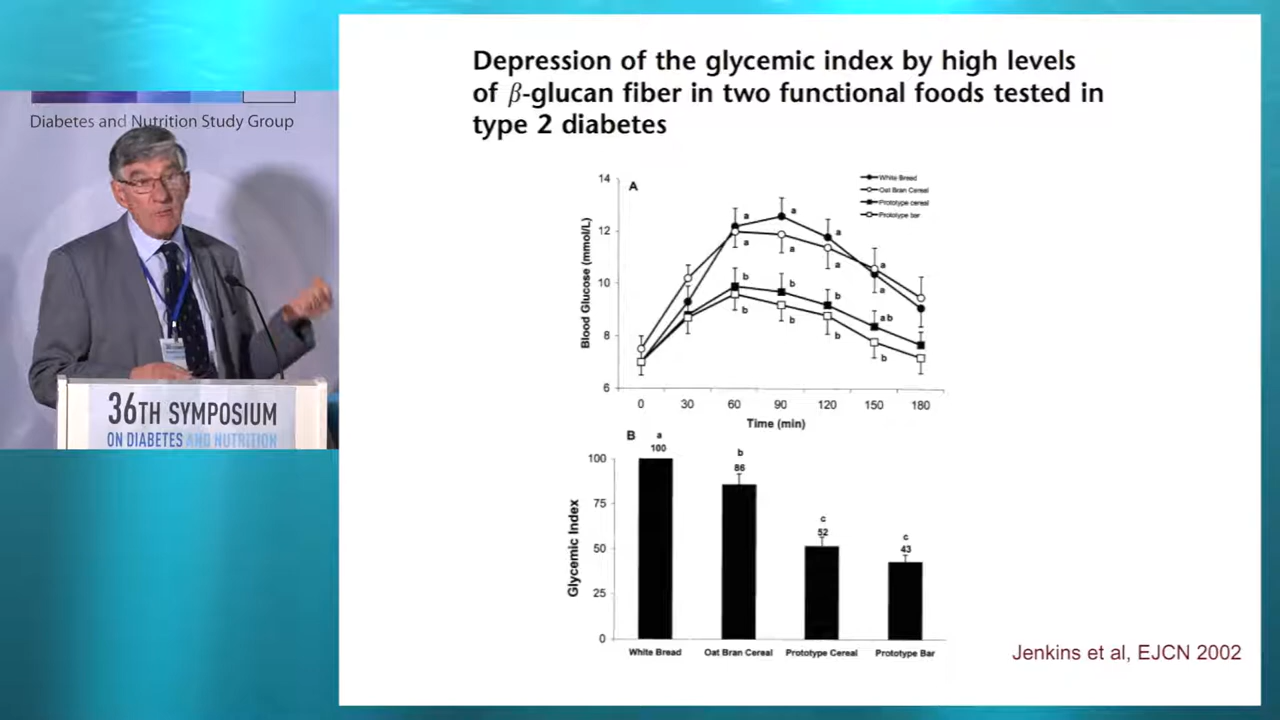 Diabetes and Nutrition Study Group
36TH SYMPOSIUM
ON DIABETES AND NUTRITION
Depression of the glycemic index by high levels
of β-glucan fiber in two functional foods tested in
type 2 diabetes
A
White Bread
Oat Bran Cereal
Prototype cereal
Prototype bar
Blood Glucose (mmol/L)
14
12
10
8
6
a
a
a
a
a
a
a
a
b
b
b
b
b
b
ab
b
0 30 60 90 120 150 180
Time (min)
B
Glycemic Index
100
75
50
25
0
a
100
b
86
c
52
c
43
White Bread Oat Bran Cereal Prototype Cereal Prototype Bar
Jenkins et al, EJCN 2002